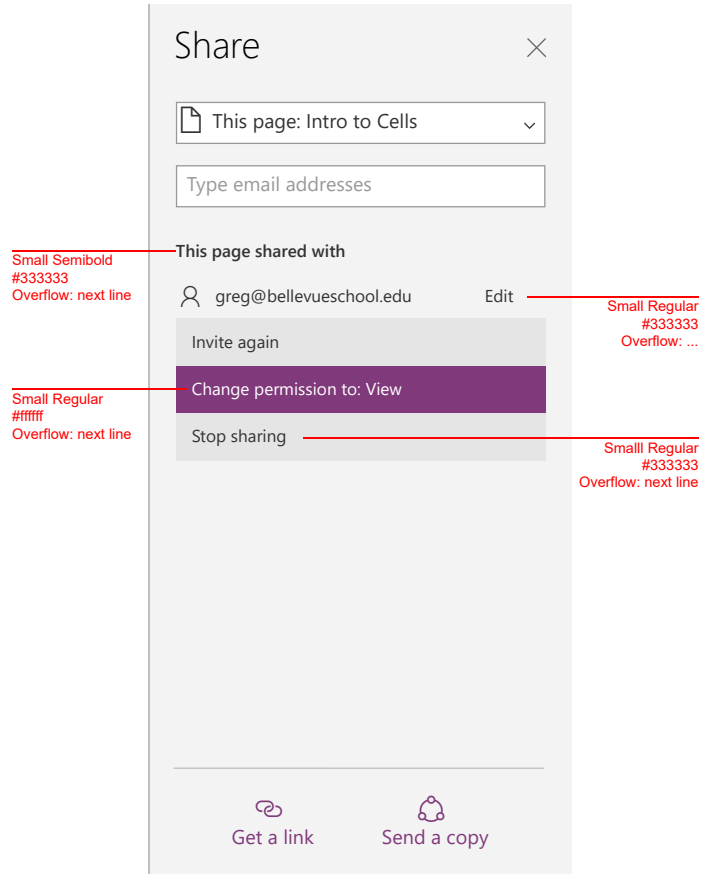 Share
This page: Intro to Cells
Type email addresses
This page shared with
Small Semibold
#333333
Overflow: next line
greg@bellevueschool.edu Edit
Small Regular
#333333
Overflow: ...
Invite again
Change permission to: View
Small Regular
#ffffff
Overflow: next line
Stop sharing
Smalll Regular
#333333
Overflow: next line
Get a link
Send a copy